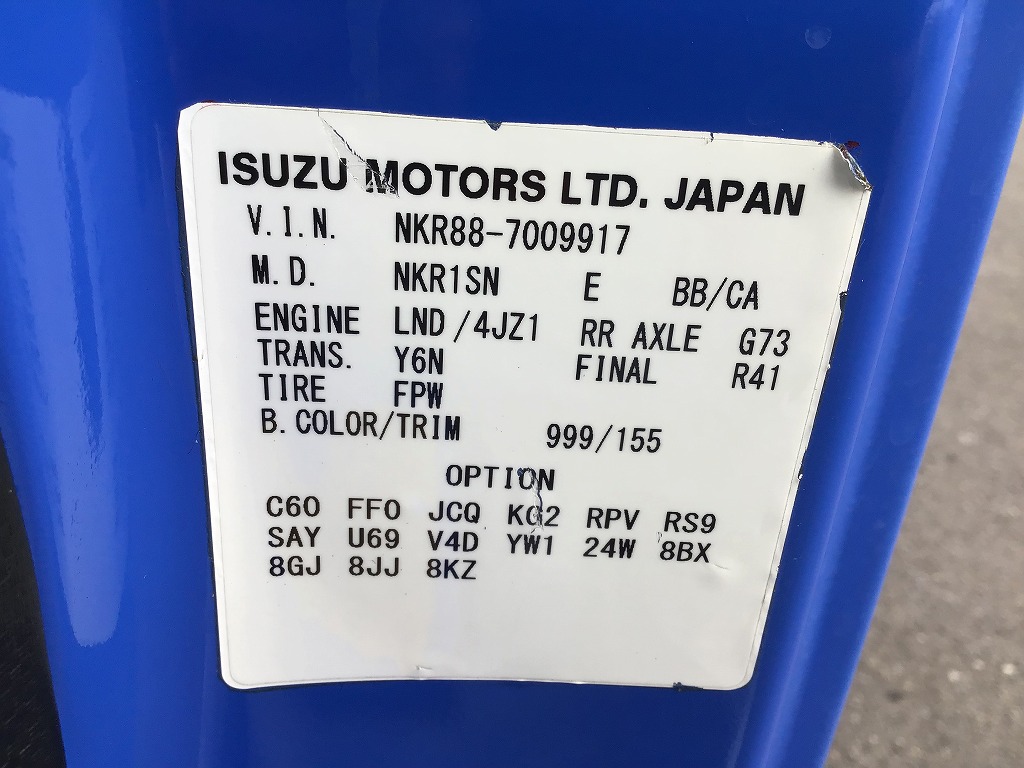 ISUZU MOTORS LTD. JAPAN
V.I.N. NKR88-7009917
M.D. NKR1SN E BB/CA
ENGINE LND/4JZ1 RR AXLE G73
TRANS. Y6N FINAL R41
TIRE FPW
B.COLOR/TRIM 999/155
OPTION
C60 FF0 JCQ KG2 RPV RS9
SAY U69 V4D YW1 24W 8BX
8GJ 8JJ 8KZ